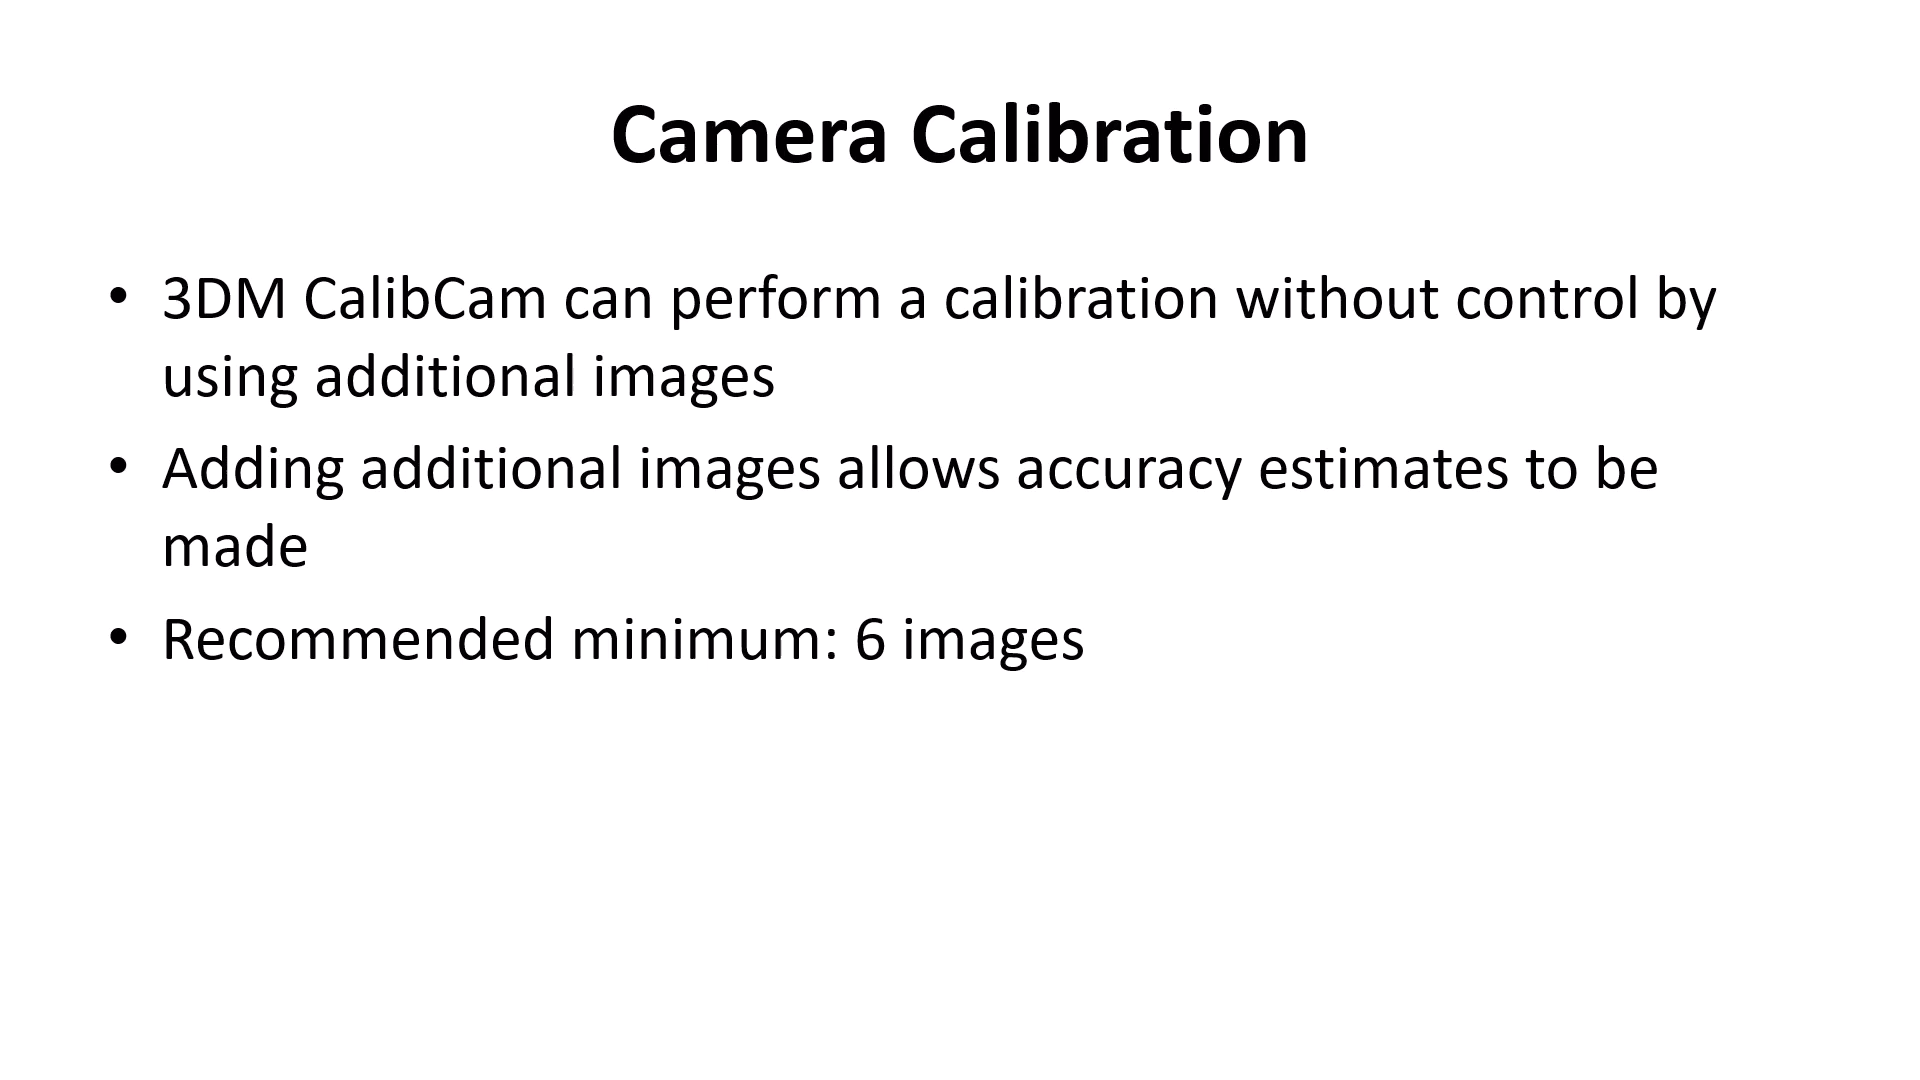 Camera Calibration
• 3DM CalibCam can perform a calibration without control by
using additional images
• Adding additional images allows accuracy estimates to be
made
• Recommended minimum: 6 images